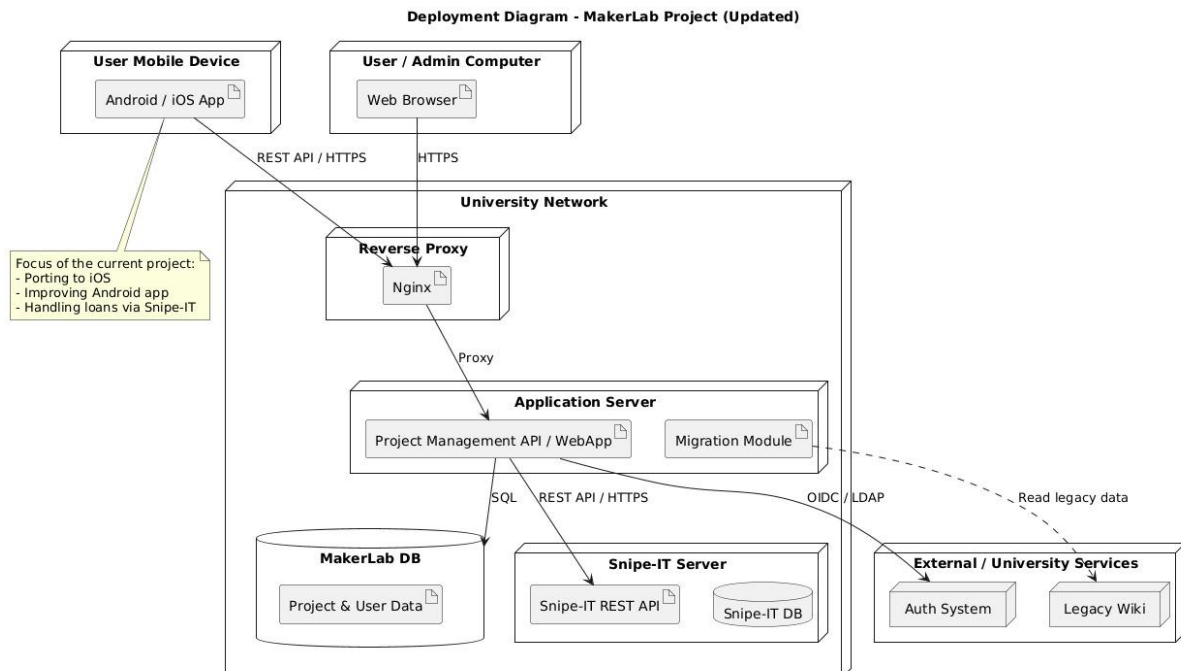 Deployment Diagram - MakerLab Project (Updated)
User Mobile Device
Android / iOS App
User / Admin Computer
Web Browser
REST API / HTTPS
HTTPS
University Network
Focus of the current project:
- Porting to iOS
- Improving Android app
- Handling loans via Snipe-IT
Reverse Proxy
Nginx
Proxy
Application Server
Project Management API / WebApp
Migration Module
SQL
REST API / HTTPS
OIDC / LDAP
Read legacy data
MakerLab DB
Project & User Data
Snipe-IT Server
Snipe-IT REST API
Snipe-IT DB
External / University Services
Auth System
Legacy Wiki